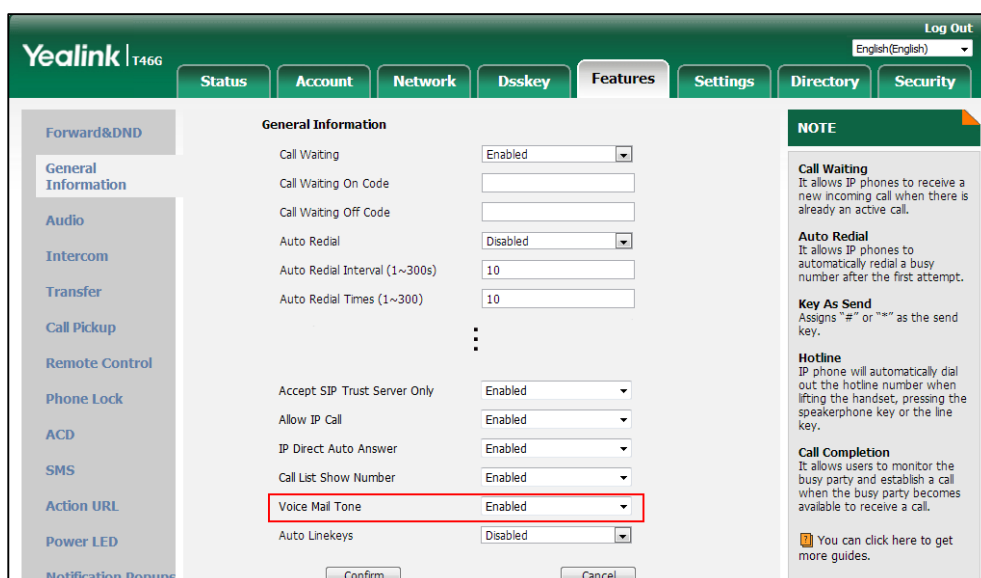 Log Out
Yealink T46G
English(English)
Status Account Network Dsskey Features Settings Directory Security
Forward&DND
General
Information
Audio
Intercom
Transfer
Call Pickup
Remote Control
Phone Lock
ACD
SMS
Action URL
Power LED
Notification Popups
General Information
Call Waiting Enabled
Call Waiting On Code
Call Waiting Off Code
Auto Redial Disabled
Auto Redial Interval (1~300s) 10
Auto Redial Times (1~300) 10
Accept SIP Trust Server Only Enabled
Allow IP Call Enabled
IP Direct Auto Answer Enabled
Call List Show Number Enabled
Voice Mail Tone Enabled
Auto Linekeys Disabled
Confirm Cancel
NOTE
Call Waiting
It allows IP phones to receive a
new incoming call when there is
already an active call.
Auto Redial
It allows IP phones to
automatically redial a busy
number after the first attempt.
Key As Send
Assigns "#" or "*" as the send
key.
Hotline
IP phone will automatically dial
out the hotline number when
lifting the handset, pressing the
speakerphone key or the line
key.
Call Completion
It allows users to monitor the
busy party and establish a call
when the busy party becomes
available to receive a call.
You can click here to get
more guides.